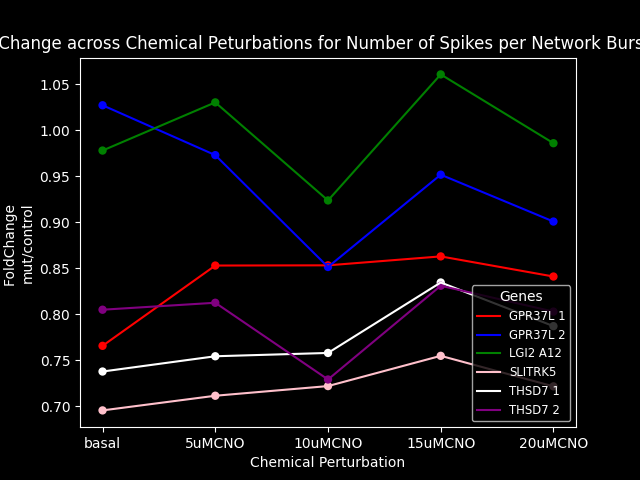 Change across Chemical Peturbations for Number of Spikes per Network Burs
FoldChange
mut/control
1.05
1.00
0.95
0.90
0.85
0.80
0.75
0.70
Genes
GPR37L 1
GPR37L 2
LGI2 A12
SLITRK5
THSD7 1
THSD7 2
basal
5uMCNO
10uMCNO
15uMCNO
20uMCNO
Chemical Perturbation